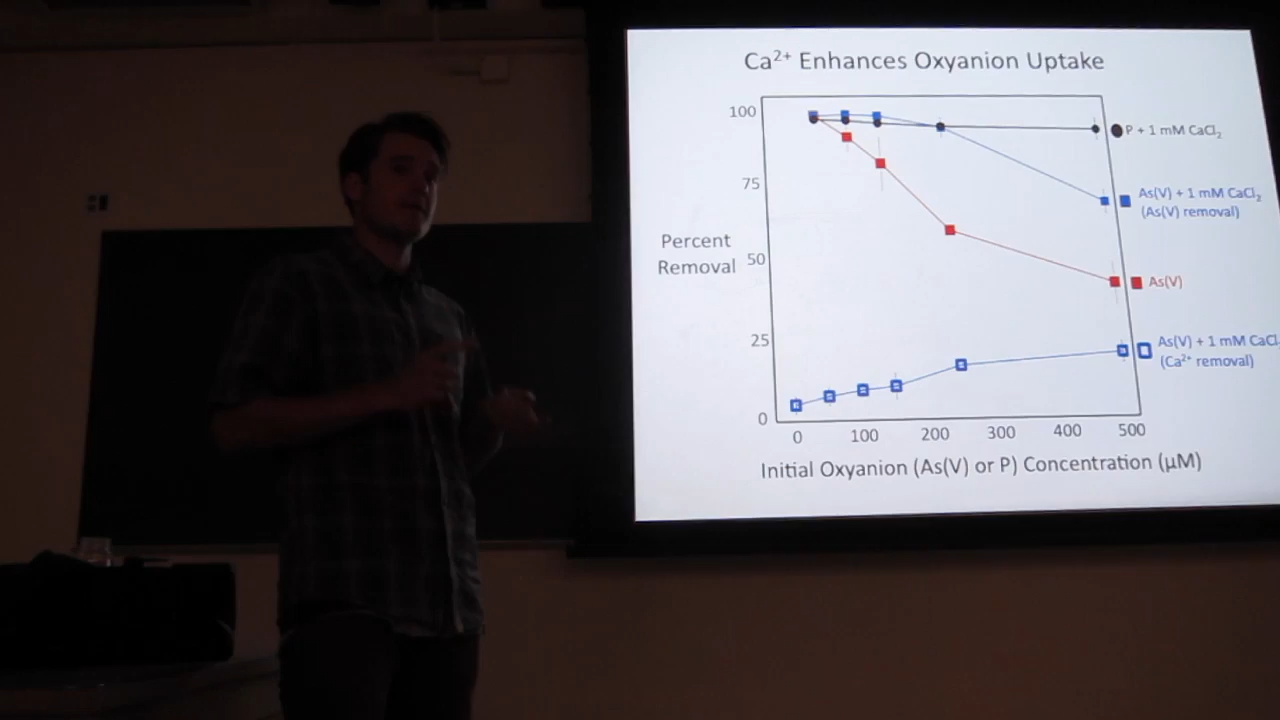 Ca²⁺ Enhances Oxyanion Uptake
100
75
50
25
0
Percent
Removal
P + 1 mM CaCl₂
As(V) + 1 mM CaCl₂
(As(V) removal)
As(V)
As(V) + 1 mM CaCl
(Ca²⁺ removal)
0 100 200 300 400 500
Initial Oxyanion (As(V) or P) Concentration (µM)